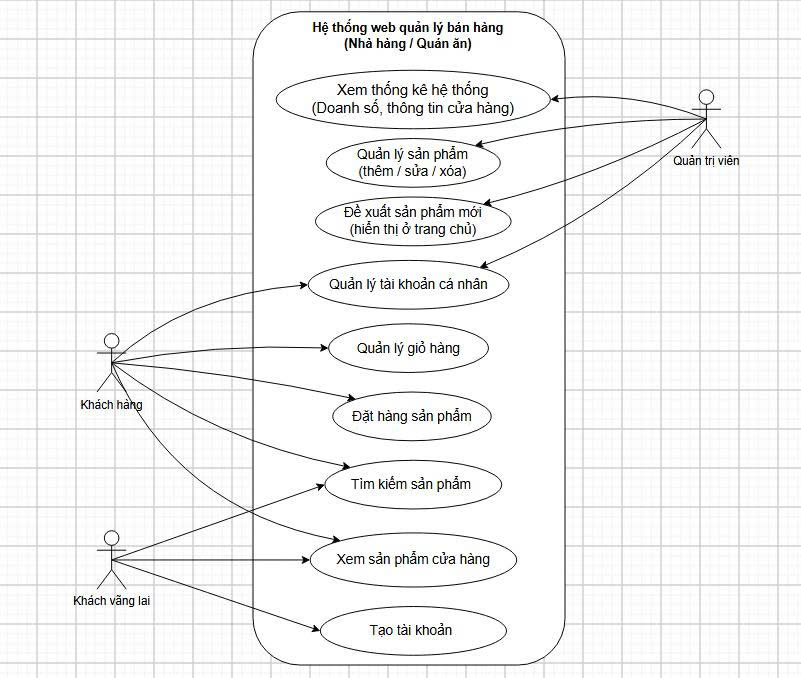 Hệ thống web quản lý bán hàng
(Nhà hàng / Quán ăn)
Xem thống kê hệ thống
(Doanh số, thông tin cửa hàng)
Quản trị viên
Quản lý sản phẩm
(thêm / sửa / xóa)
Đề xuất sản phẩm mới
(hiển thị ở trang chủ)
Quản lý tài khoản cá nhân
Quản lý giỏ hàng
Khách hàng
Đặt hàng sản phẩm
Tìm kiếm sản phẩm
Xem sản phẩm cửa hàng
Khách vãng lai
Tạo tài khoản